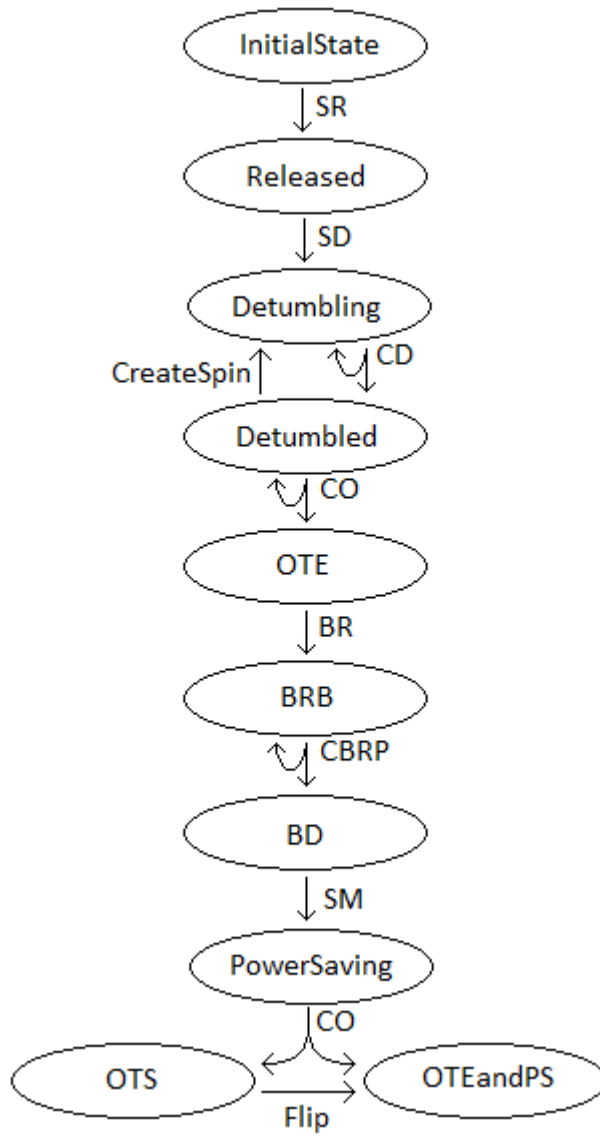 InitialState
SR
Released
SD
Detumbling
CreateSpin
CD
Detumbled
CO
OTE
BR
BRB
CBRP
BD
SM
PowerSaving
CO
OTS
OTEandPS
Flip